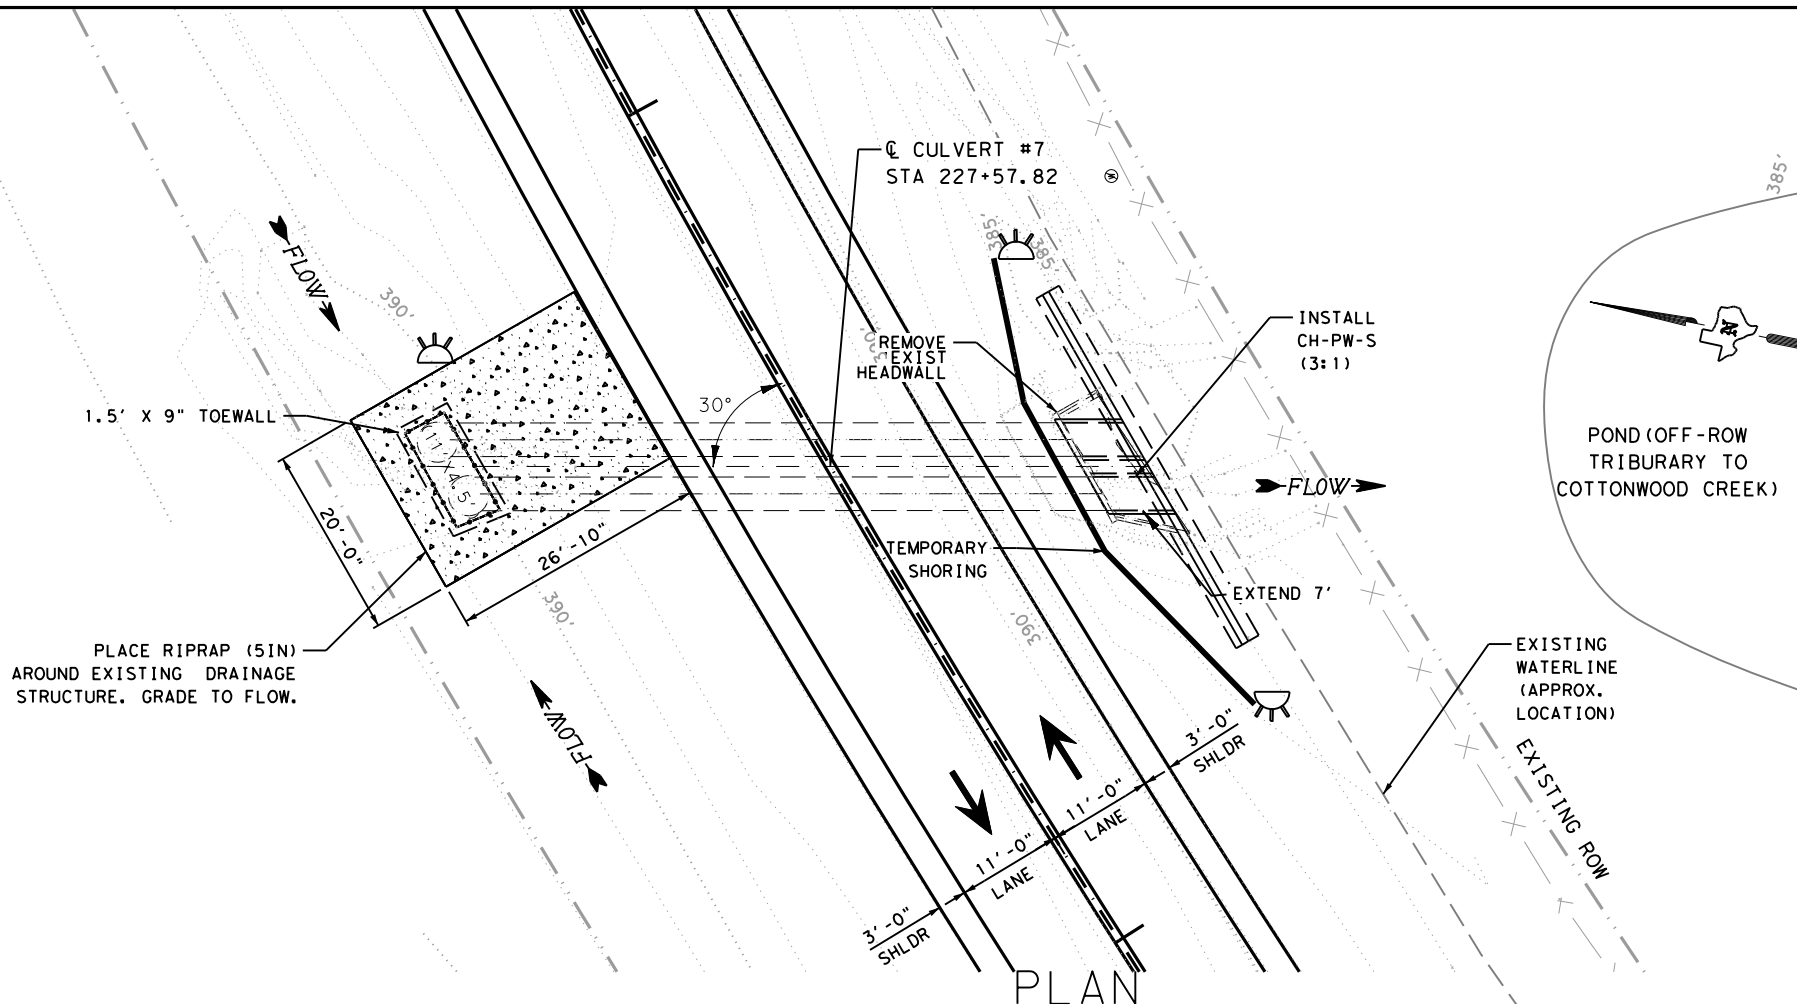 ℄ CULVERT #7
STA 227+57.82
385'
FLOW
390'
385'
385'
390'
REMOVE
EXIST
HEADWALL
INSTALL
CH-PW-S
(3:1)
N
1.5' X 9" TOEWALL
30°
POND(OFF-ROW
TRIBURARY TO
COTTONWOOD CREEK)
4.5
FLOW
20'-0"
26'-10"
TEMPORARY
SHORING
EXTEND 7'
390'
390'
PLACE RIPRAP (5IN)
AROUND EXISTING DRAINAGE
STRUCTURE. GRADE TO FLOW.
EXISTING
WATERLINE
(APPROX.
LOCATION)
FLOW
3'-0"
SHLDR
11'-0"
LANE
11'-0"
LANE
3'-0"
SHLDR
EXISTING ROW
PLAN